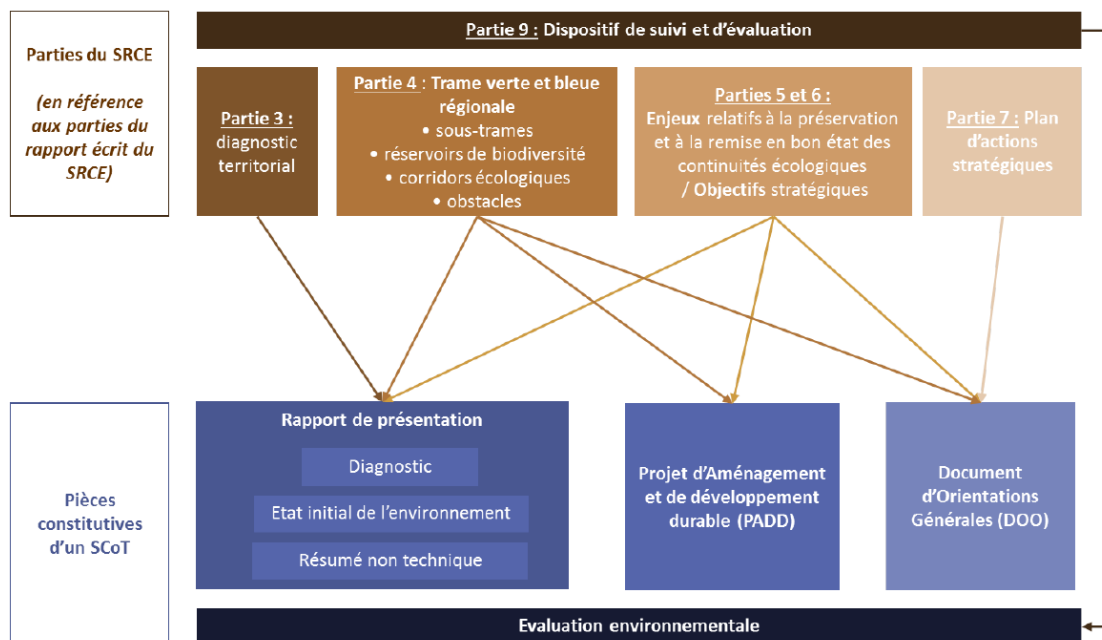 Parties du SRCE
(en référence
aux parties du
rapport écrit du
SRCE)
Partie 9 : Dispositif de suivi et d’évaluation
Partie 3 :
diagnostic
territorial
Partie 4 : Trame verte et bleue
régionale
• sous-trames
• réservoirs de biodiversité
• corridors écologiques
• obstacles
Parties 5 et 6 :
Enjeux relatifs à la préservation
et à la remise en bon état des
continuités écologiques
/ Objectifs stratégiques
Partie 7 : Plan
d’actions
stratégiques
Pièces
constitutives
d’un SCoT
Rapport de présentation
Diagnostic
Etat initial de l’environnement
Résumé non technique
Projet d’Aménagement
et de développement
durable (PADD)
Document
d’Orientations
Générales (DOO)
Evaluation environnementale